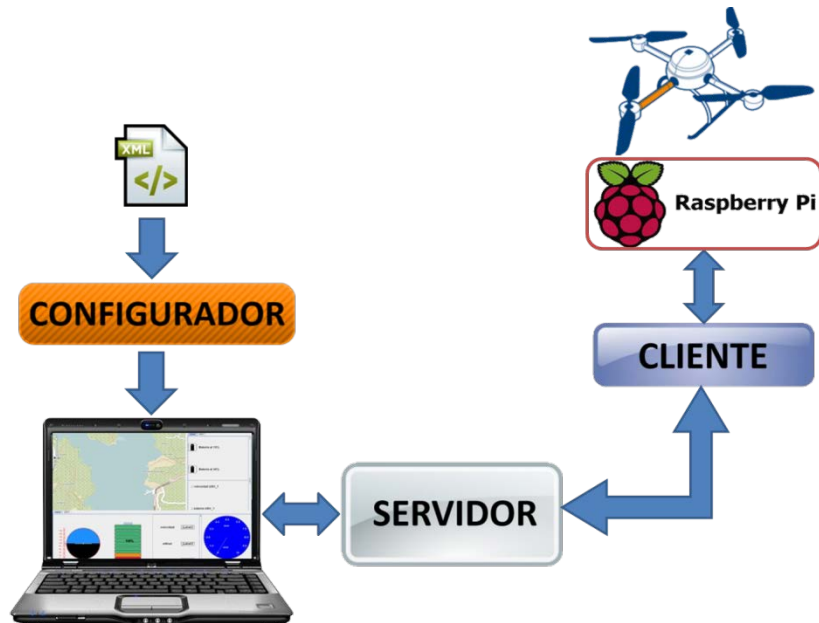 XML
</>
Raspberry Pi
CONFIGURADOR
CLIENTE
SERVIDOR